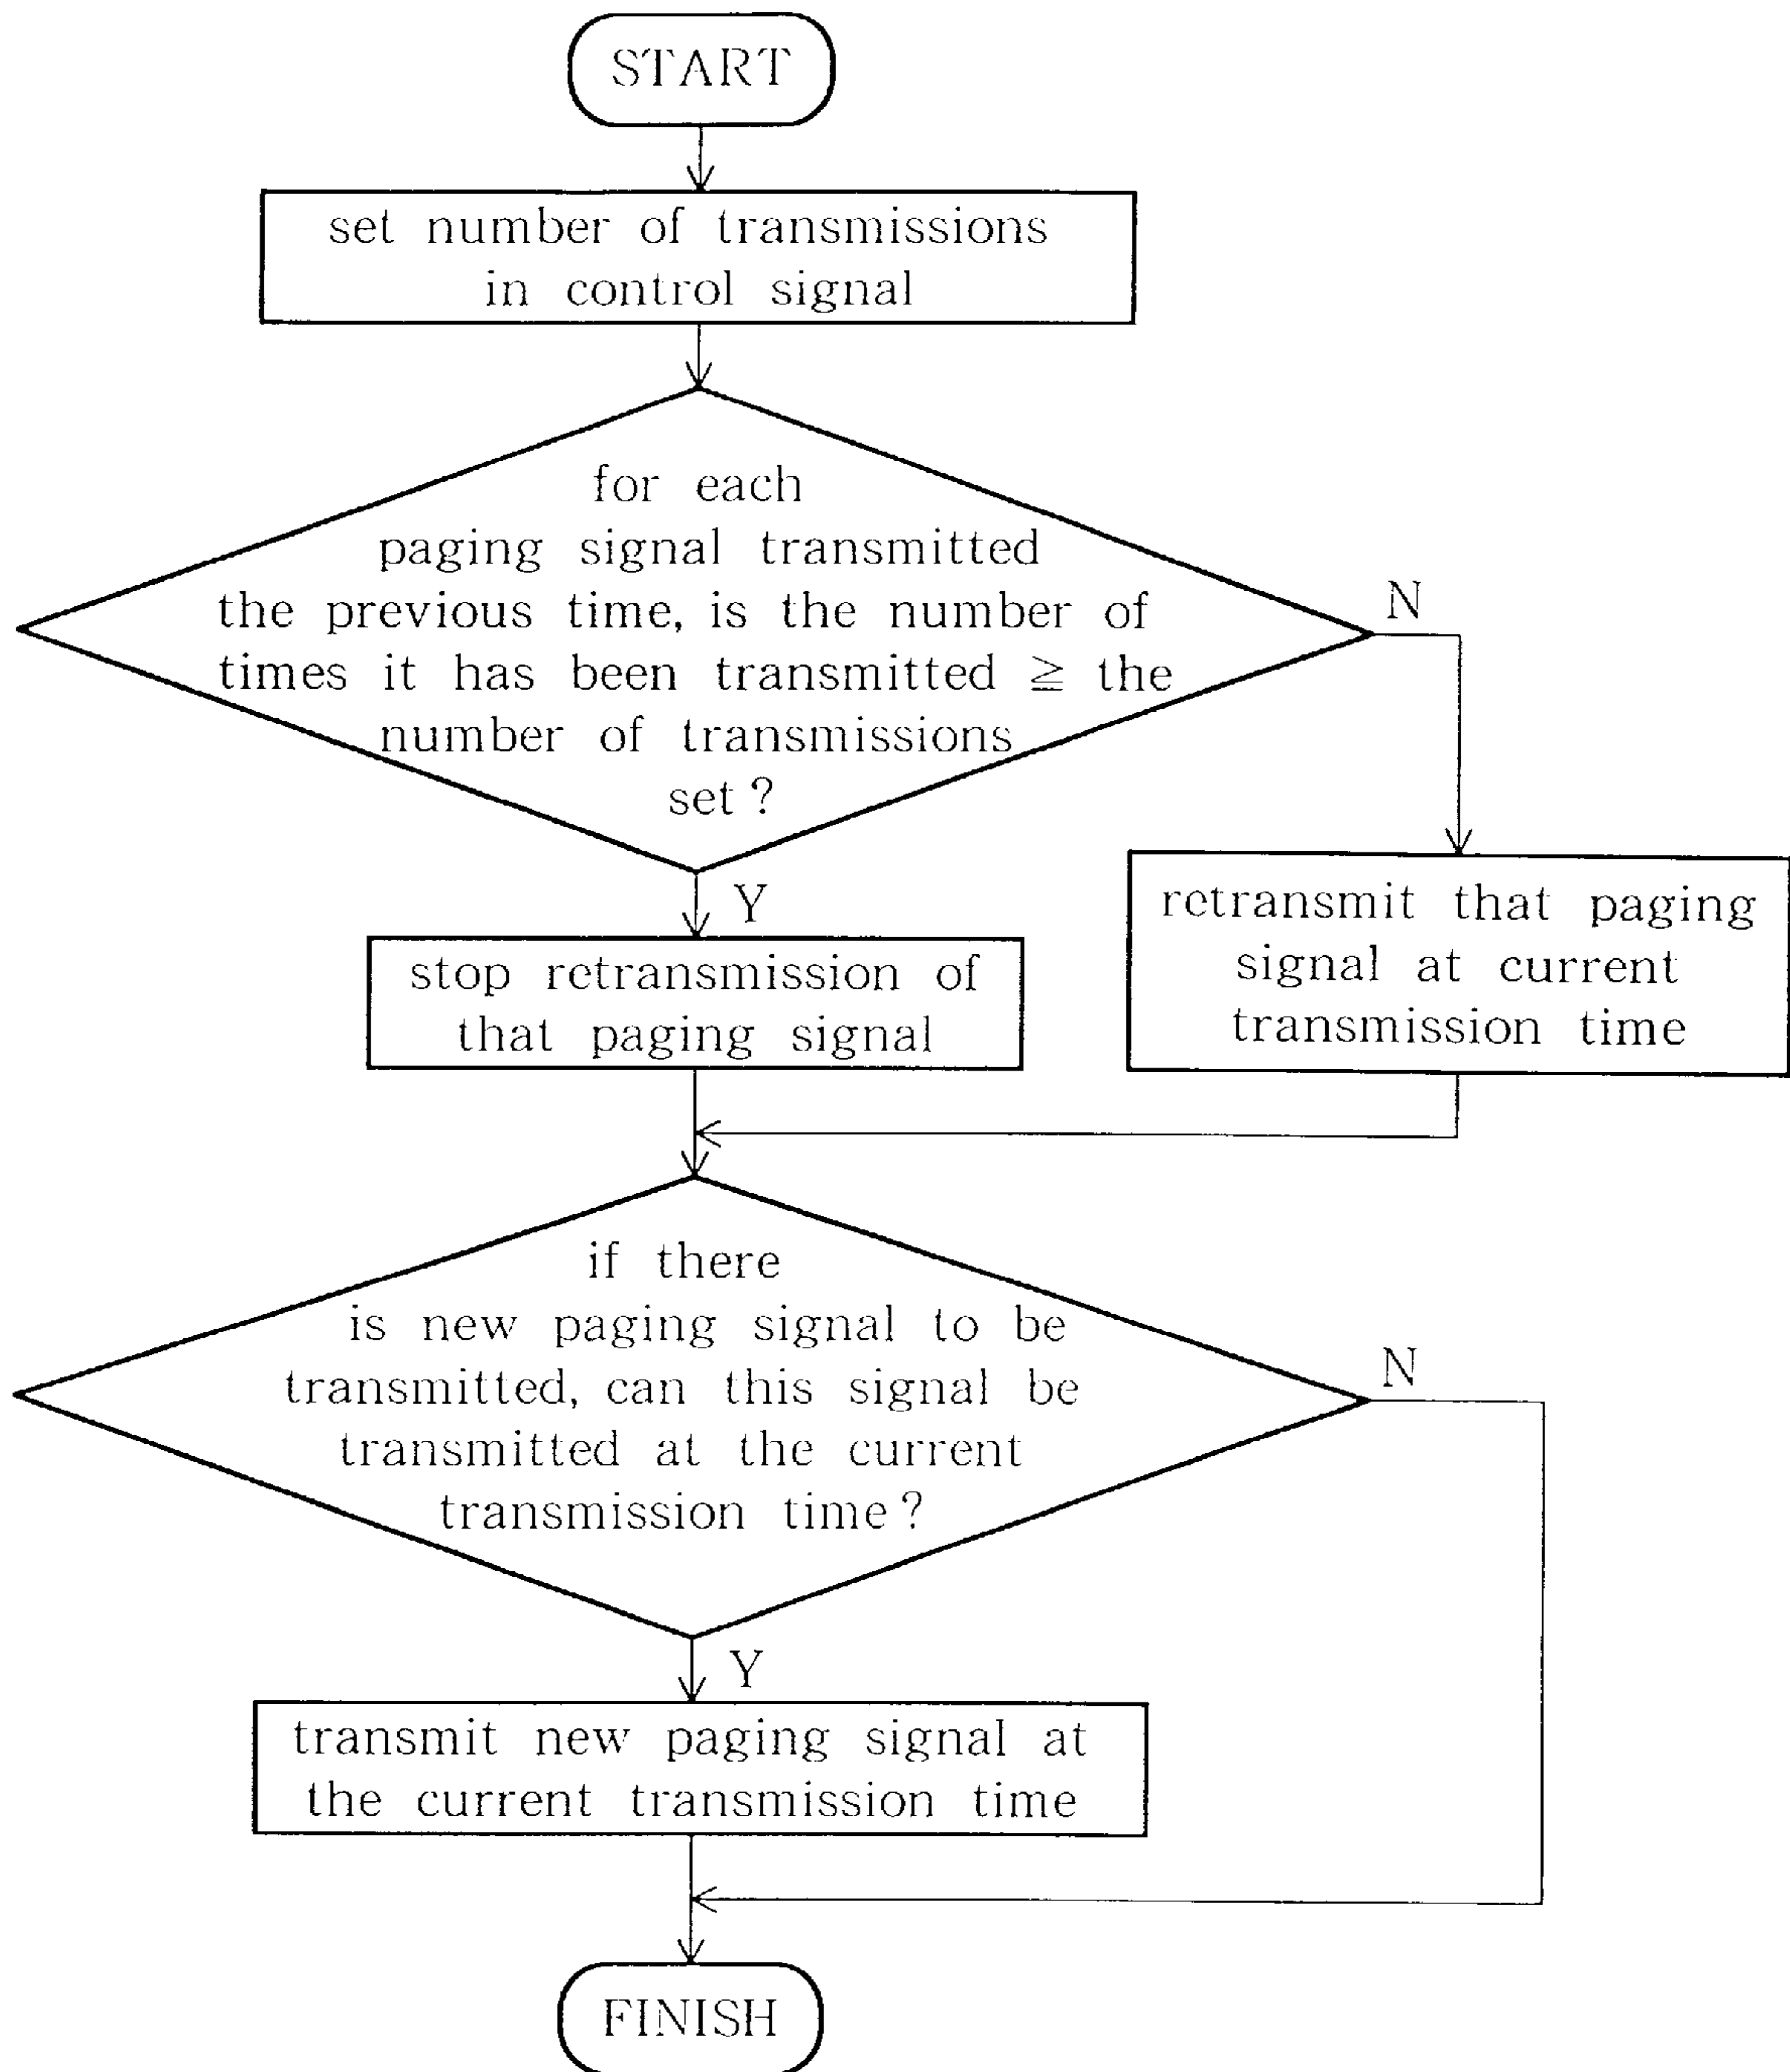 START
set number of transmissions
in control signal
for each
paging signal transmitted
the previous time, is the number of
times it has been transmitted ≧ the
number of transmissions
set ?
N
Y
retransmit that paging
signal at current
transmission time
stop retransmission of
that paging signal
if there
is new paging signal to be
transmitted, can this signal be
transmitted at the current
transmission time ?
N
Y
transmit new paging signal at
the current transmission time
FINISH